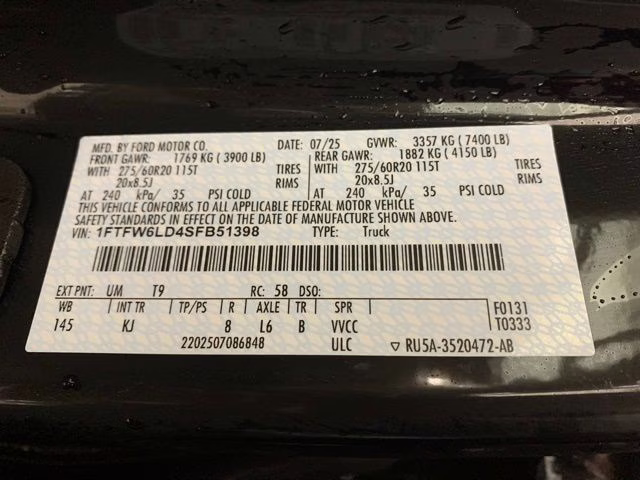 MFD. BY FORD MOTOR CO. DATE: 07/25 GVWR: 3357 KG (7400 LB)
FRONT GAWR: 1769 KG (3900 LB) REAR GAWR: 1882 KG (4150 LB)
WITH 275/60R20 115T TIRES WITH 275/60R20 115T TIRES
20x8.5J RIMS 20x8.5J RIMS
AT 240 kPa/ 35 PSI COLD AT 240 kPa/ 35 PSI COLD
THIS VEHICLE CONFORMS TO ALL APPLICABLE FEDERAL MOTOR VEHICLE
SAFETY STANDARDS IN EFFECT ON THE DATE OF MANUFACTURE SHOWN ABOVE.
VIN: 1FTFW6LD4SFB51398 TYPE: Truck
EXT PNT: UM T9 RC: 58 DSO:
WB INT TR TP/PS R AXLE TR SPR F0131
145 KJ 8 L6 B VVCC T0333
2202507086848 ULC ▽ RU5A-3520472-AB